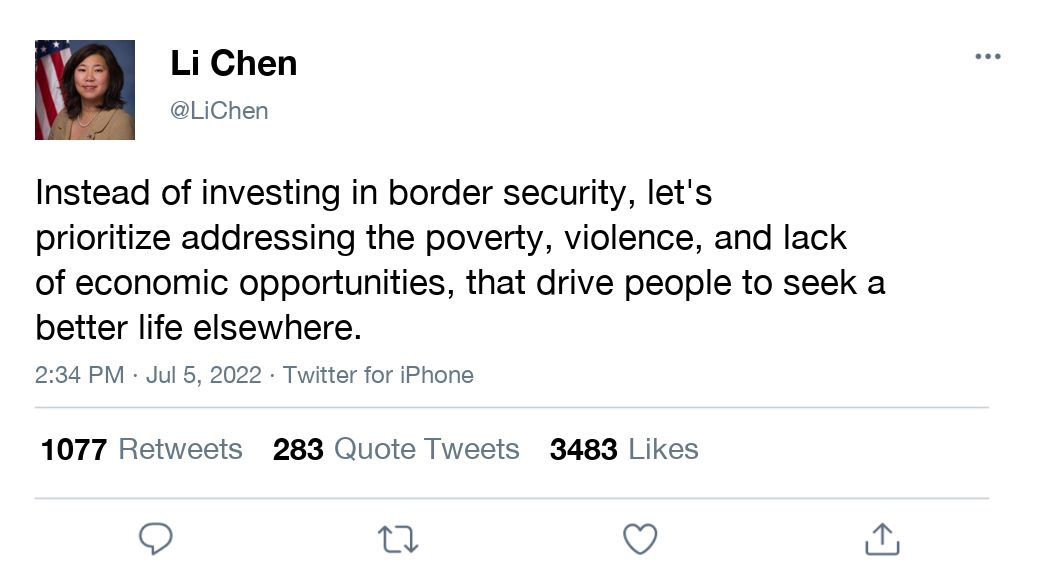 Li Chen
@LiChen
Instead of investing in border security, let's
prioritize addressing the poverty, violence, and lack
of economic opportunities, that drive people to seek a
better life elsewhere.
2:34 PM · Jul 5, 2022 · Twitter for iPhone
1077 Retweets 283 Quote Tweets 3483 Likes